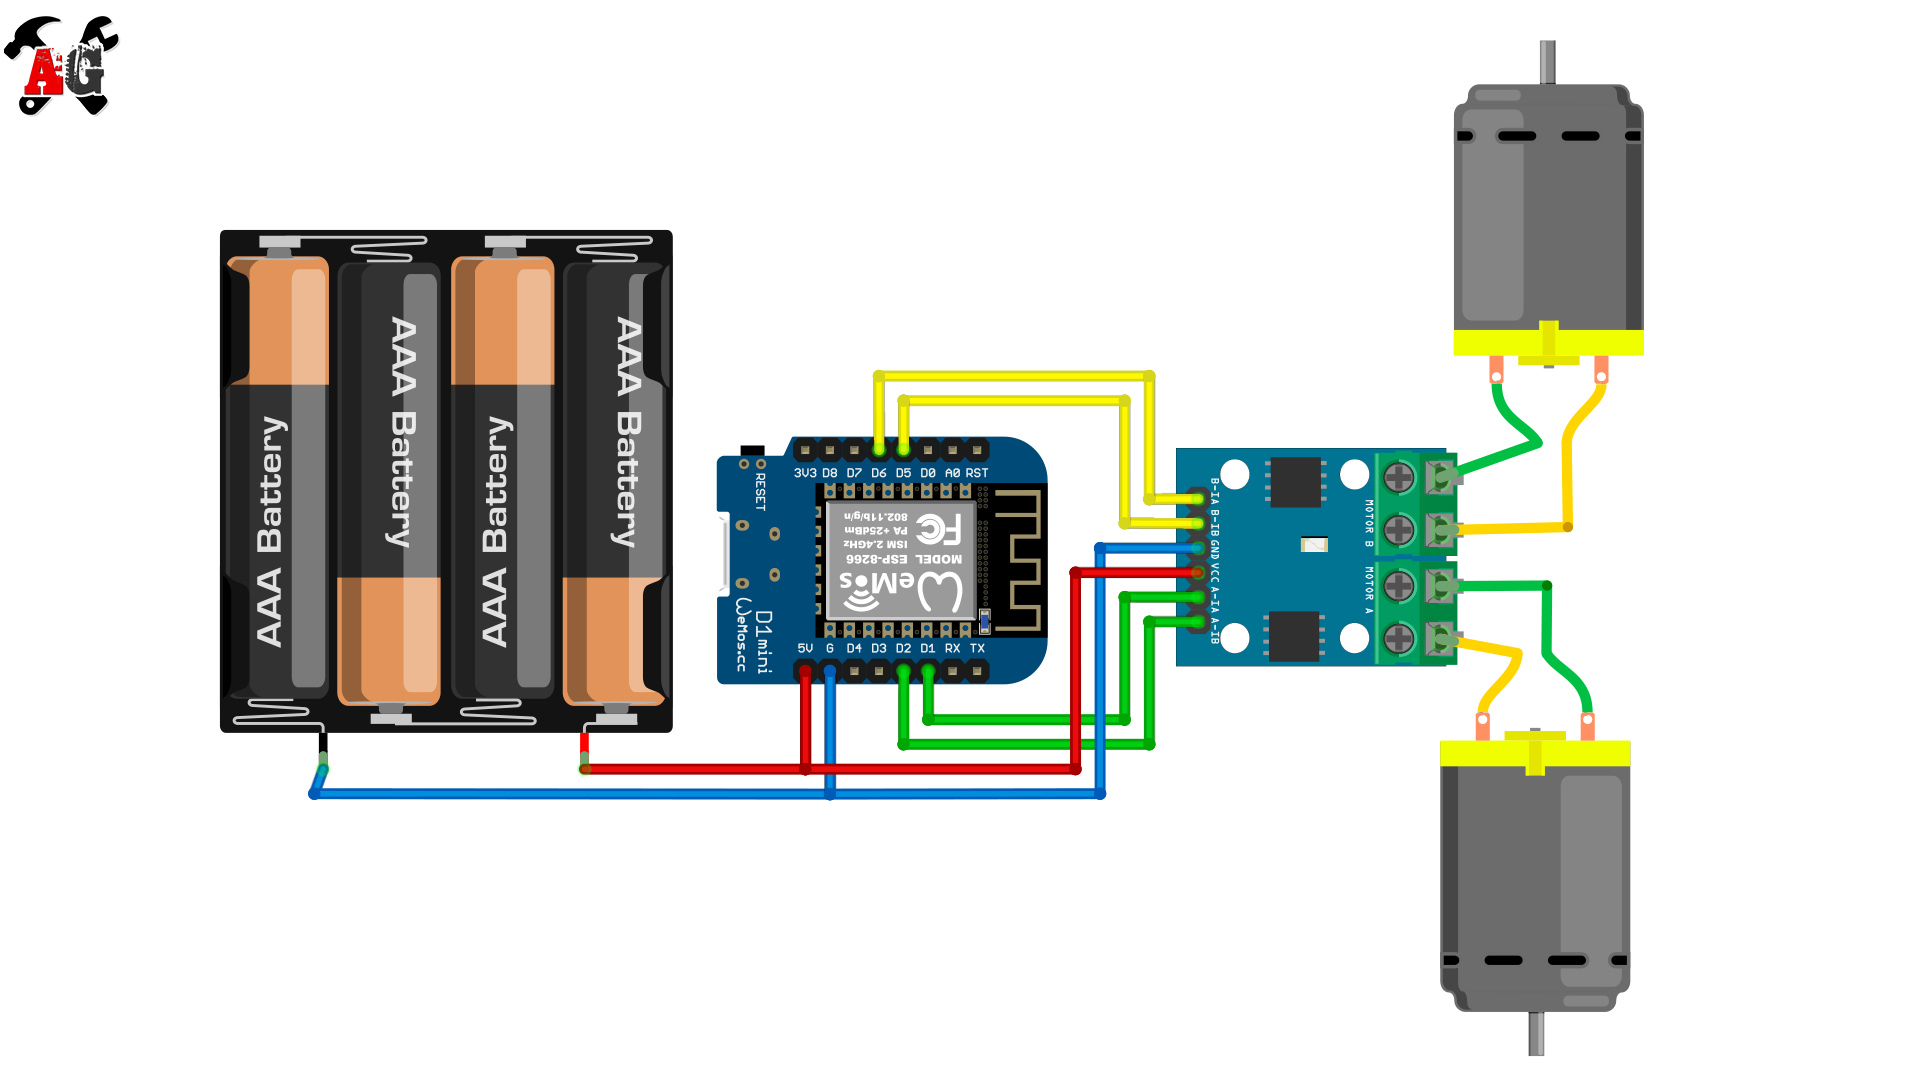 AG
AAA Battery
AAA Battery
AAA Battery
AAA Battery
3V3 D8 D7 D6 D5 D0 A0 RST
RESET
802.11b/g/n
PA +25dBm
ISM 2.4GHz
MODEL ESP-8266
FC
WeMos
D1mini
WeMos.cc
5V G D4 D3 D2 D1 RX TX
B-IA B-IB GND VCC A-IA A-IB
MOTOR B
MOTOR A